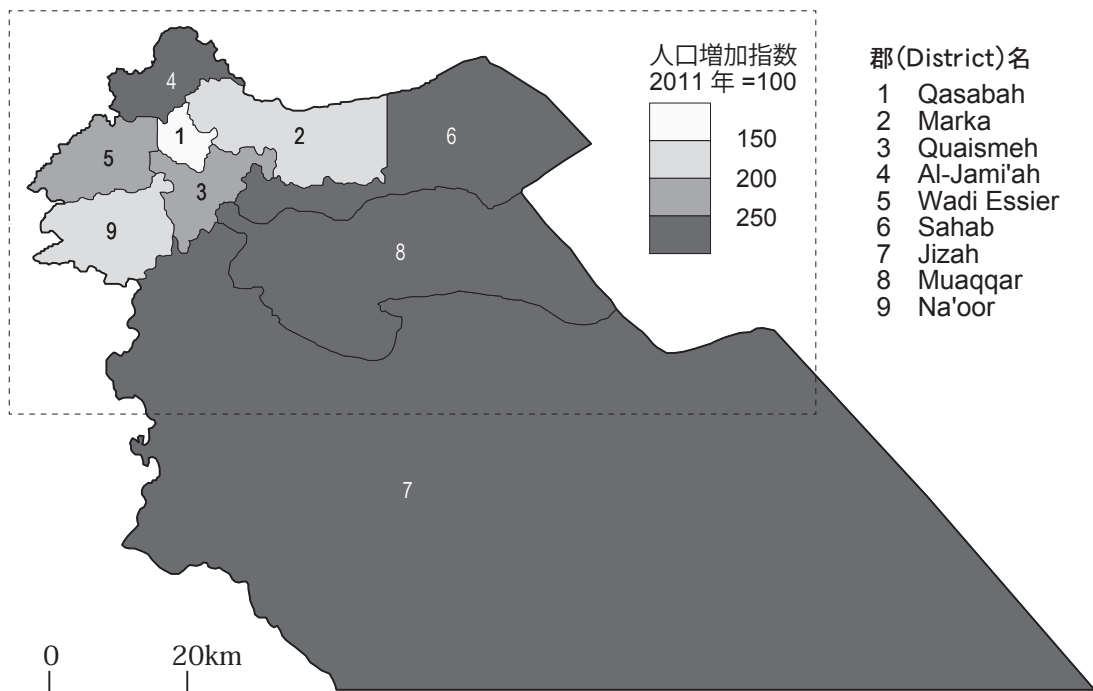 人口増加指数
2011 年 =100
150
200
250
郡(District)名
1 Qasabah
2 Marka
3 Quaismeh
4 Al-Jami'ah
5 Wadi Essier
6 Sahab
7 Jizah
8 Muaqqar
9 Na'oor
4
1
2
6
5
3
9
8
7
0 20km